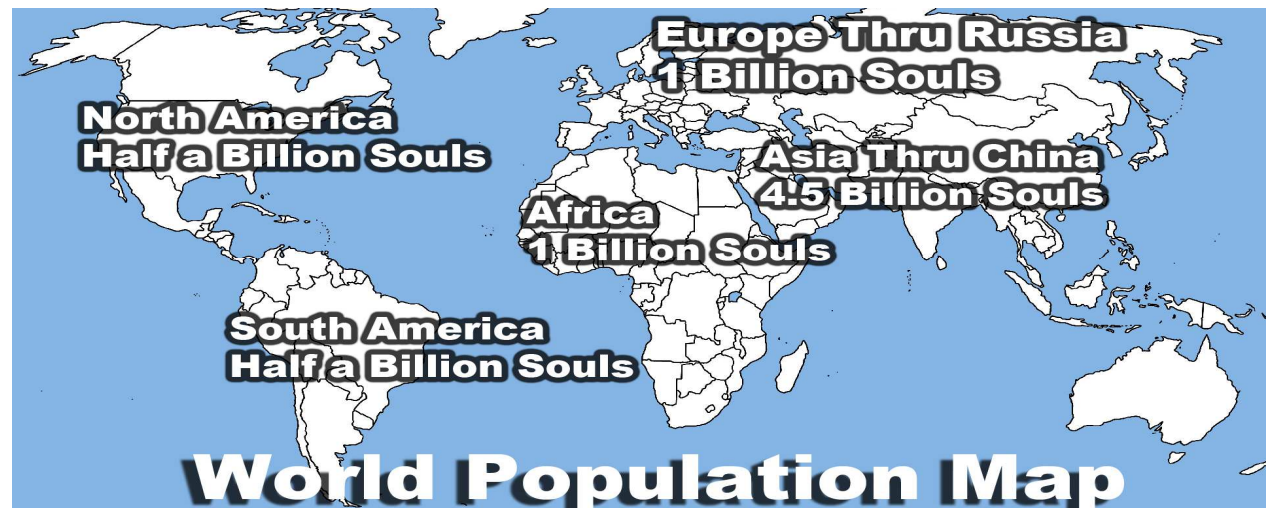 Europe Thru Russia
1 Billion Souls
North America
Half a Billion Souls
Asia Thru China
4.5 Billion Souls
Africa
1 Billion Souls
South America
Half a Billion Souls
World Population Map